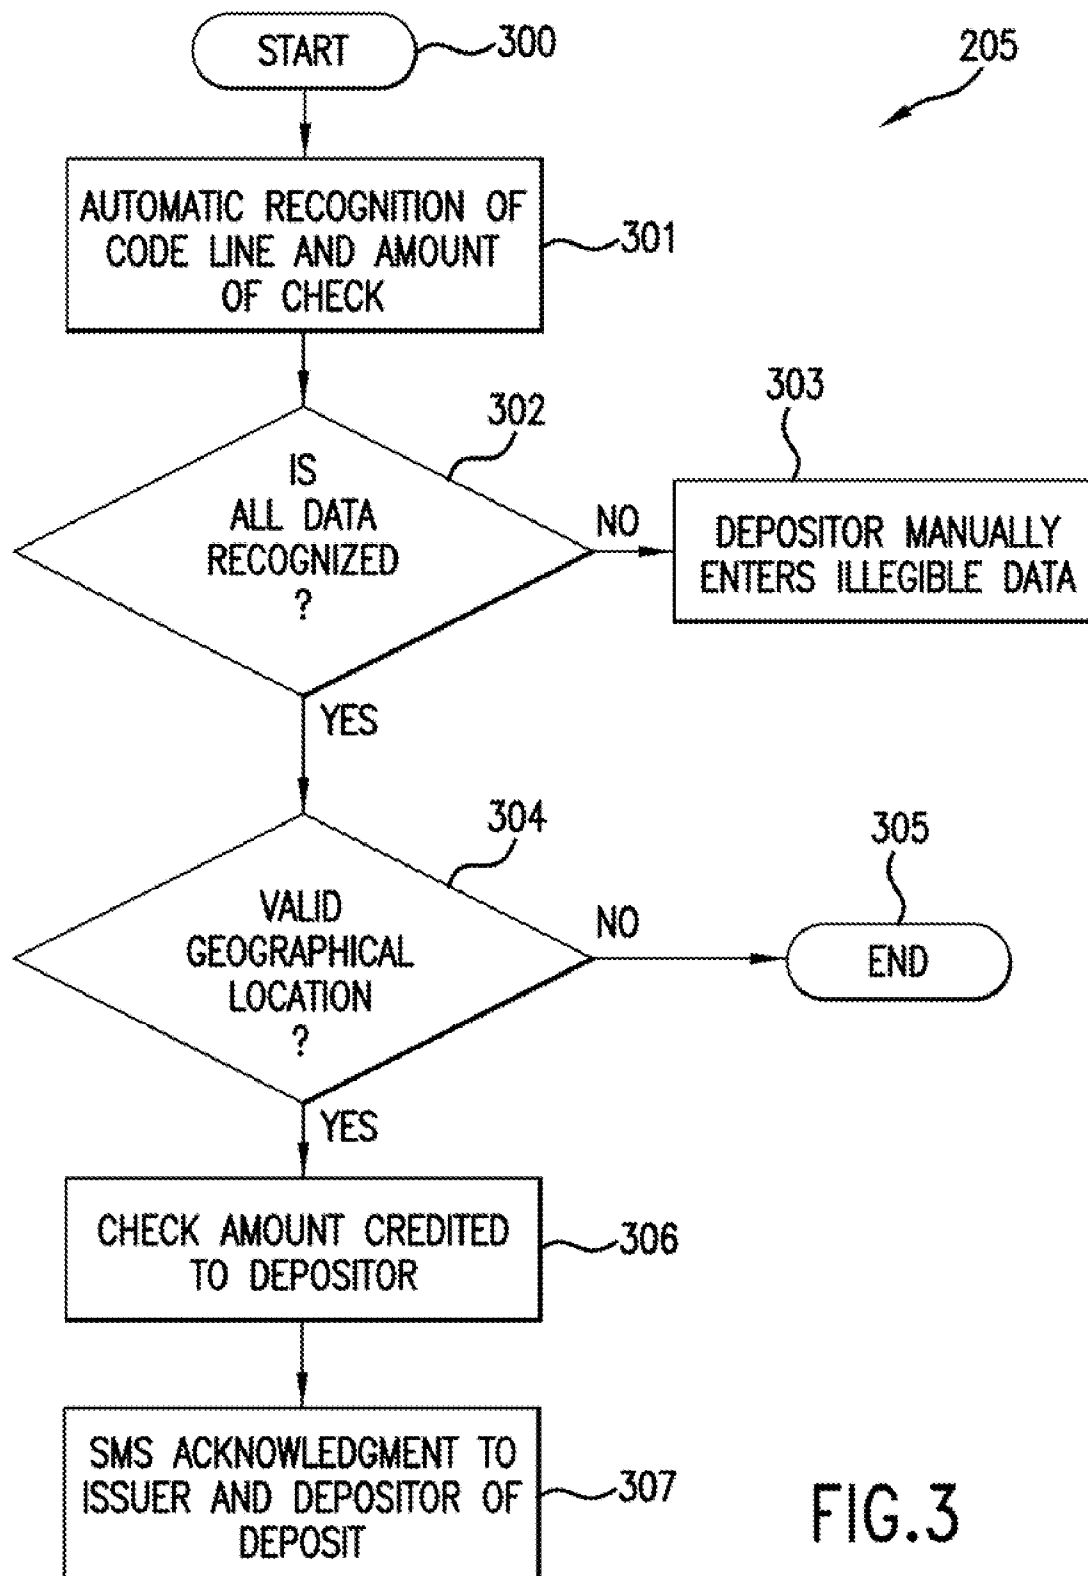 START
300
205
AUTOMATIC RECOGNITION OF
CODE LINE AND AMOUNT
OF CHECK
301
302
IS
ALL DATA
RECOGNIZED
?
NO
303
DEPOSITOR MANUALLY
ENTERS ILLEGIBLE DATA
YES
304
VALID
GEOGRAPHICAL
LOCATION
?
NO
305
END
YES
CHECK AMOUNT CREDITED
TO DEPOSITOR
306
SMS ACKNOWLEDGMENT TO
ISSUER AND DEPOSITOR OF
DEPOSIT
307
FIG.3